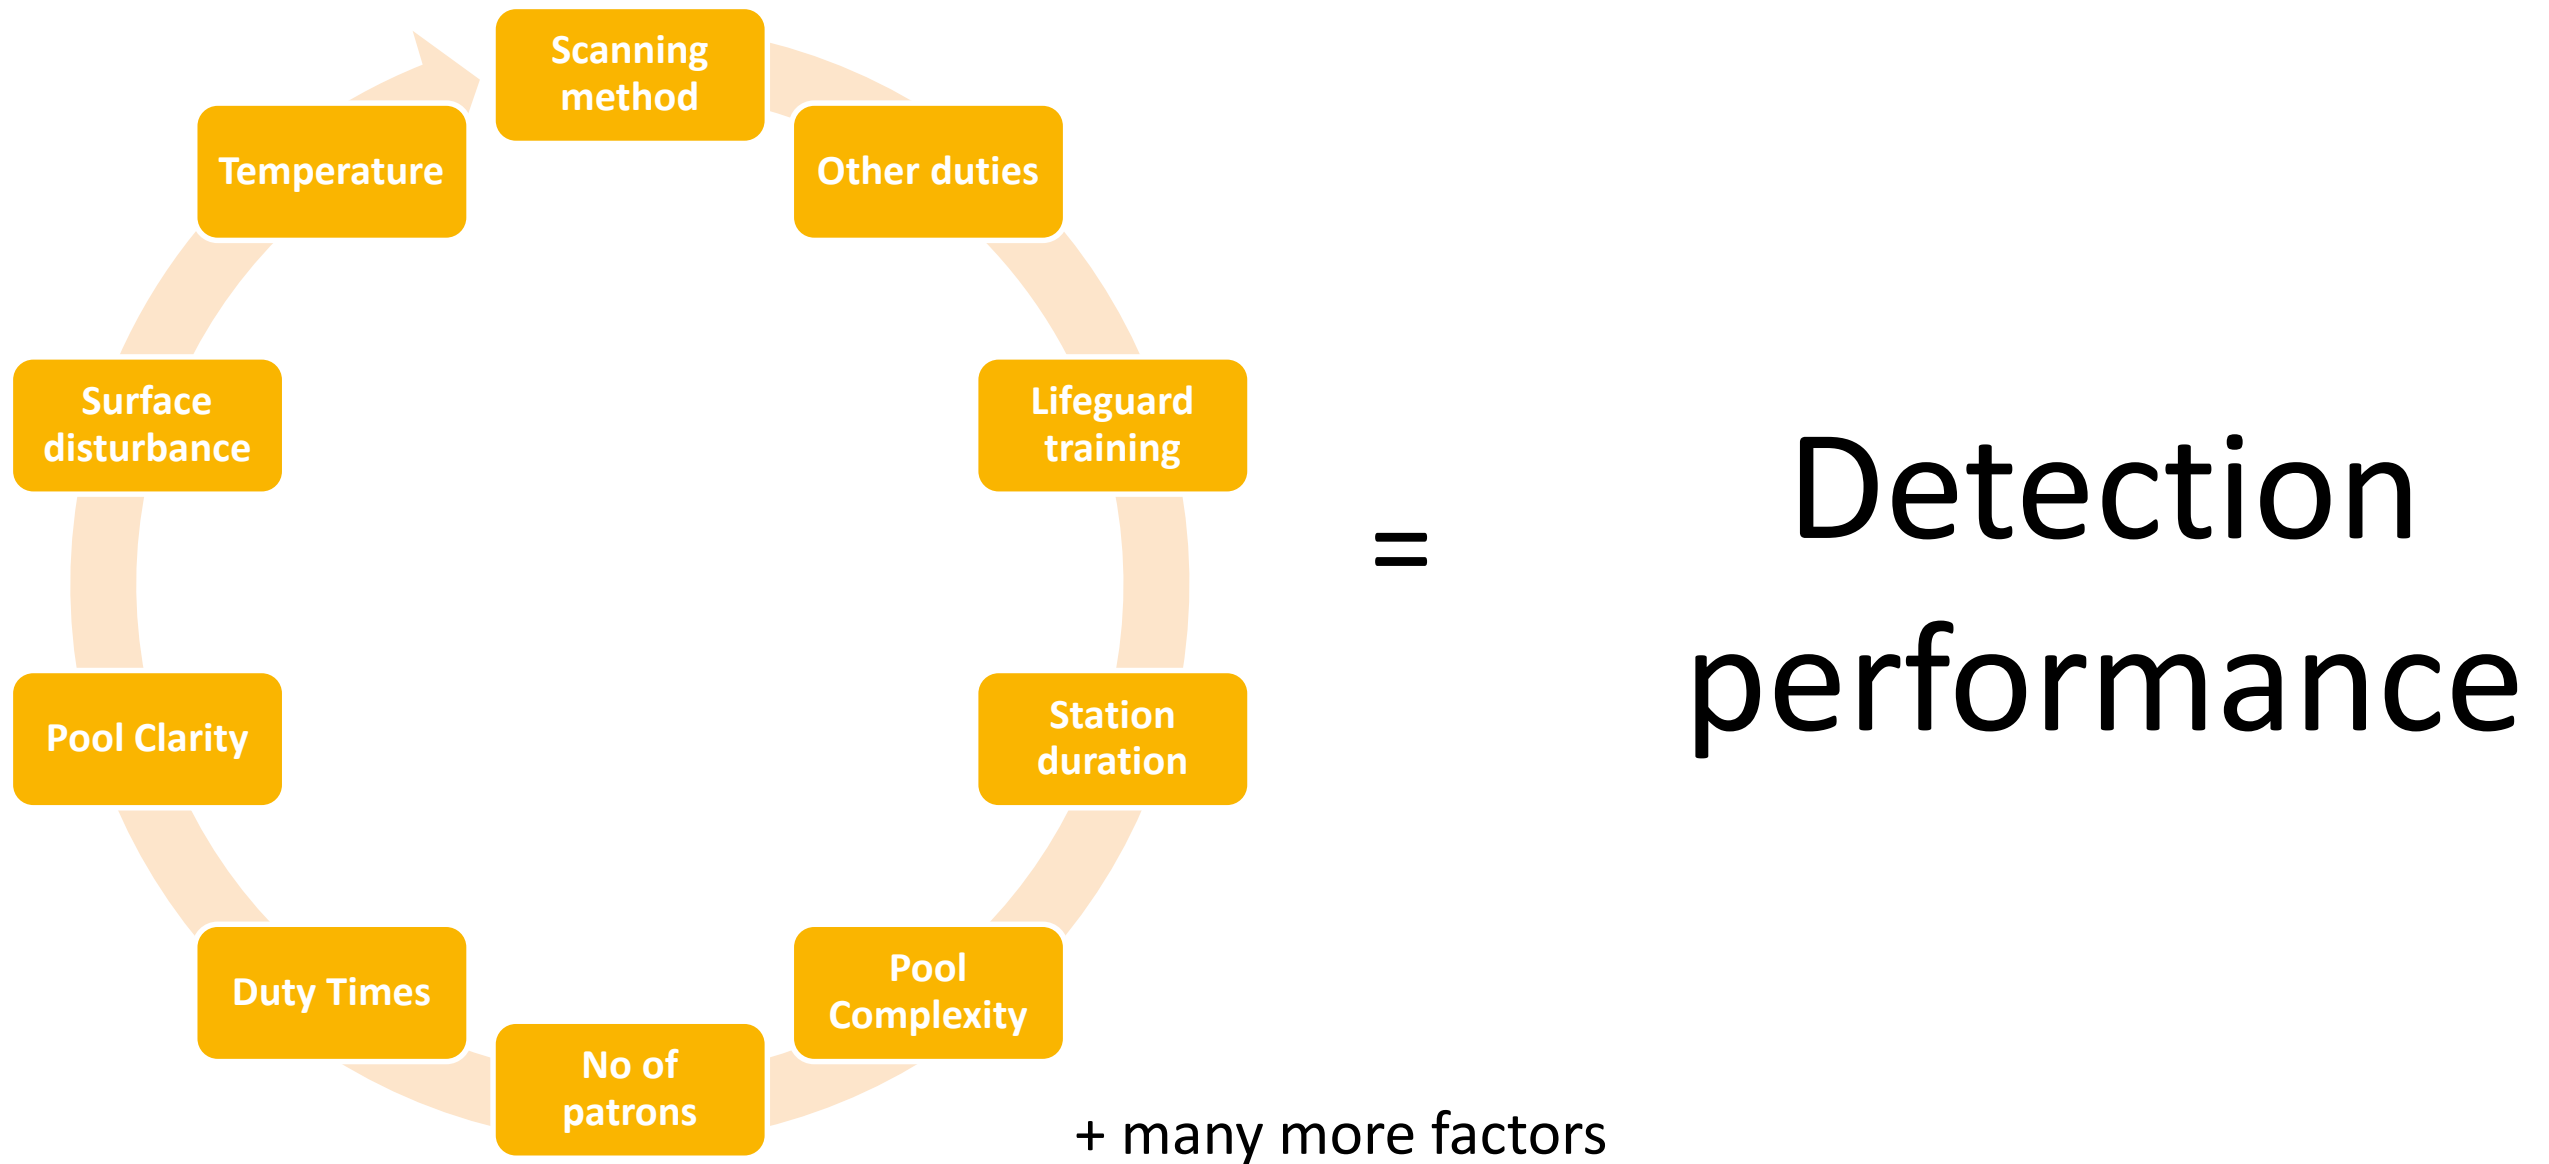 Scanning
method
Other duties
Lifeguard
training
Station
duration
Pool
Complexity
No of
patrons
Duty Times
Pool Clarity
Surface
disturbance
Temperature
=
Detection
performance
+ many more factors